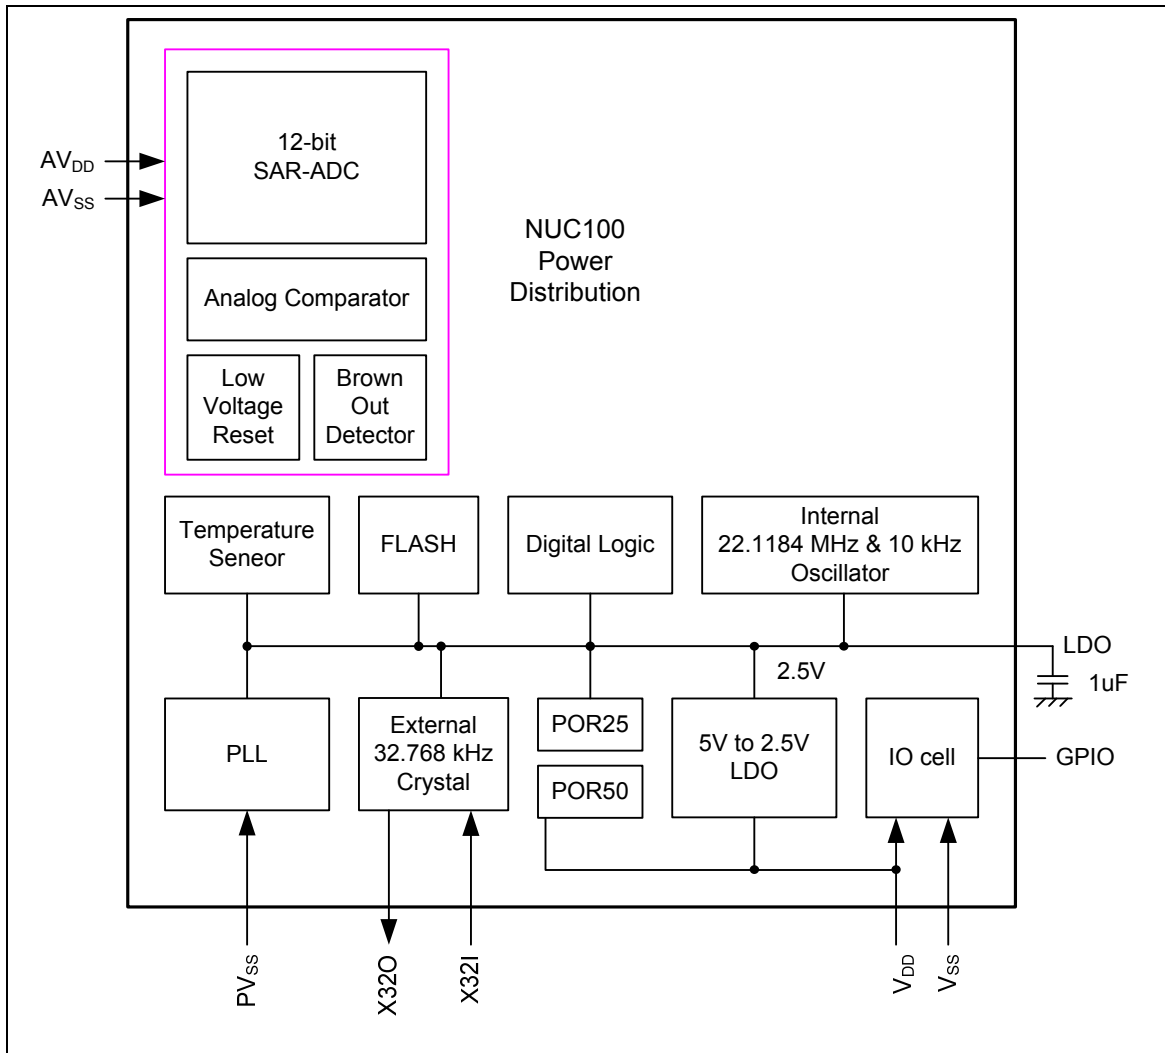 12-bit
SAR-ADC
AVDD
AVSS
NUC100
Power
Distribution
Analog Comparator
Low
Voltage
Reset
Brown
Out
Detector
Temperature
Seneor
FLASH
Digital Logic
Internal
22.1184 MHz & 10 kHz
Oscillator
LDO
2.5V
1uF
PLL
External
32.768 kHz
Crystal
POR25
POR50
5V to 2.5V
LDO
IO cell
GPIO
PVSS
X32O
X32I
VDD
VSS